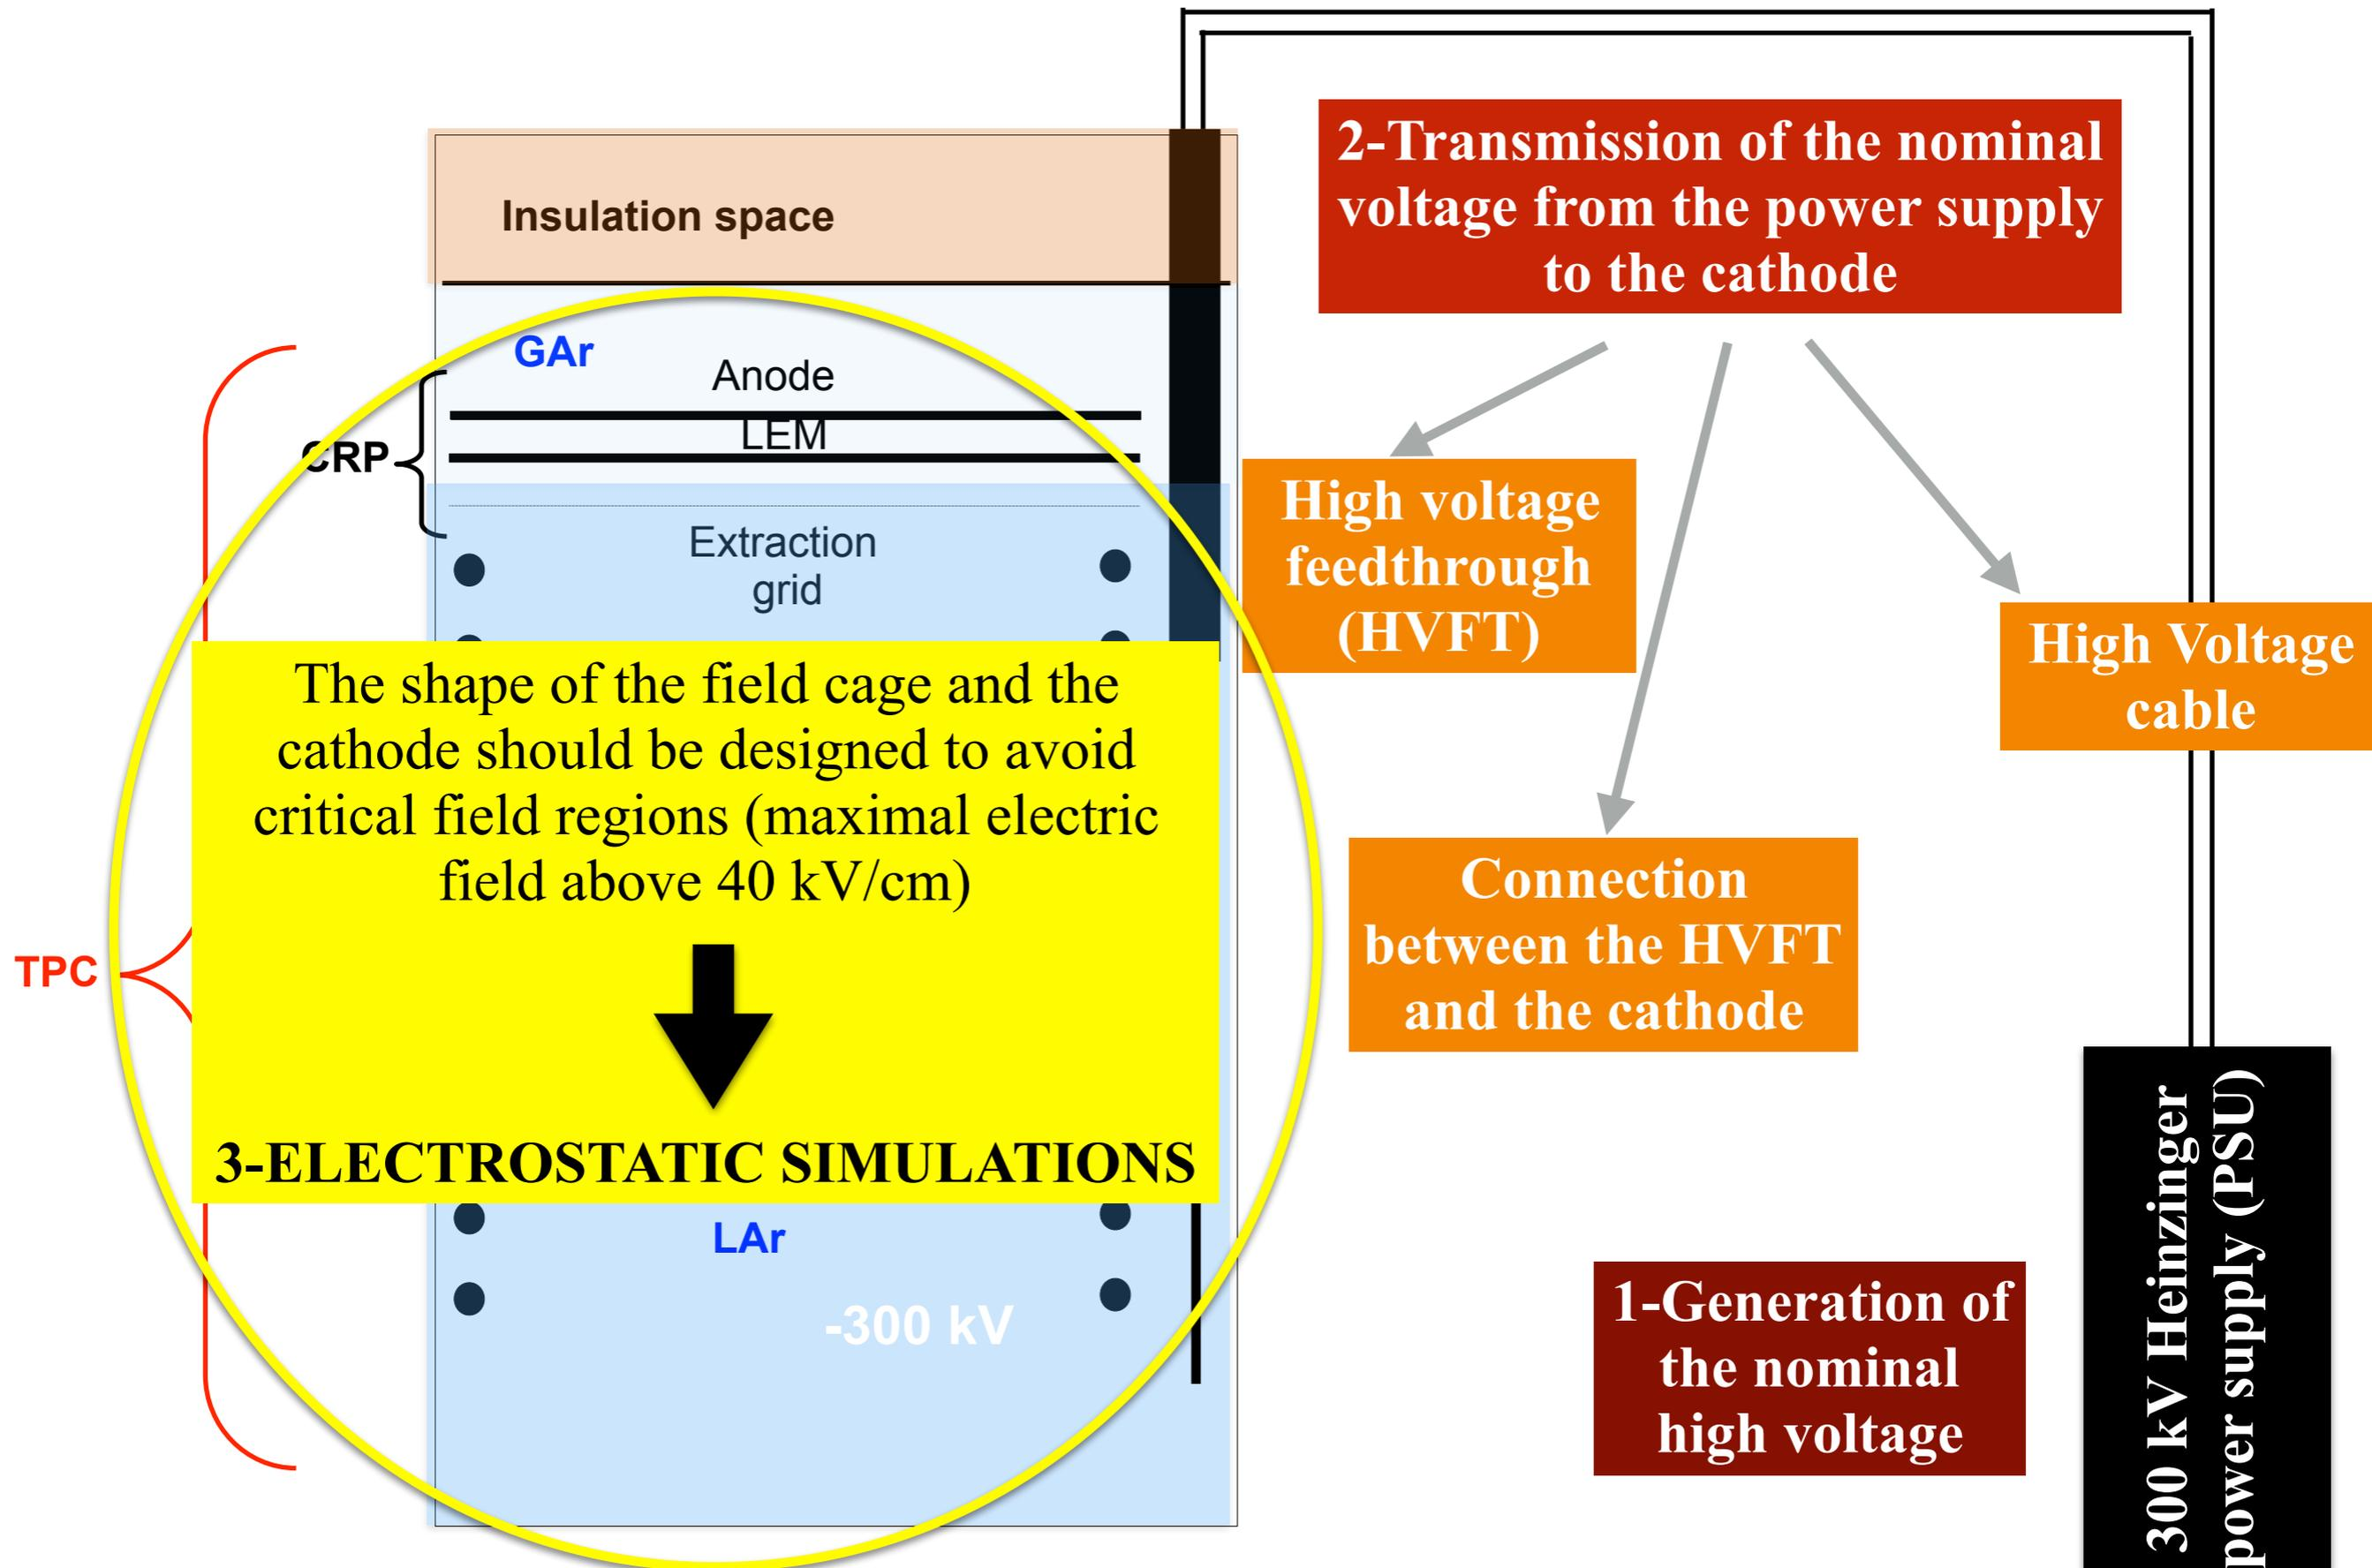 2-Transmission of the nominal
voltage from the power supply
to the cathode
Insulation space
GAr
Anode
LEM
CRP
Extraction
grid
High voltage
feedthrough
(HVFT)
High Voltage
cable
The shape of the field cage and the
cathode should be designed to avoid
critical field regions (maximal electric
field above 40 kV/cm)
Connection
between the HVFT
and the cathode
TPC
3-ELECTROSTATIC SIMULATIONS
LAr
-300 kV
1-Generation of
the nominal
high voltage
300 kV Heinzinger
power supply (PSU)